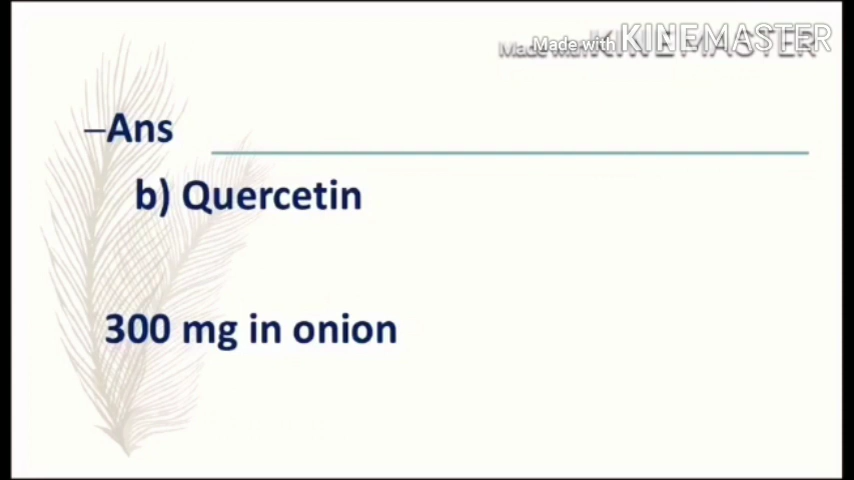 Made with KINEMASTER
–Ans
b) Quercetin
300 mg in onion